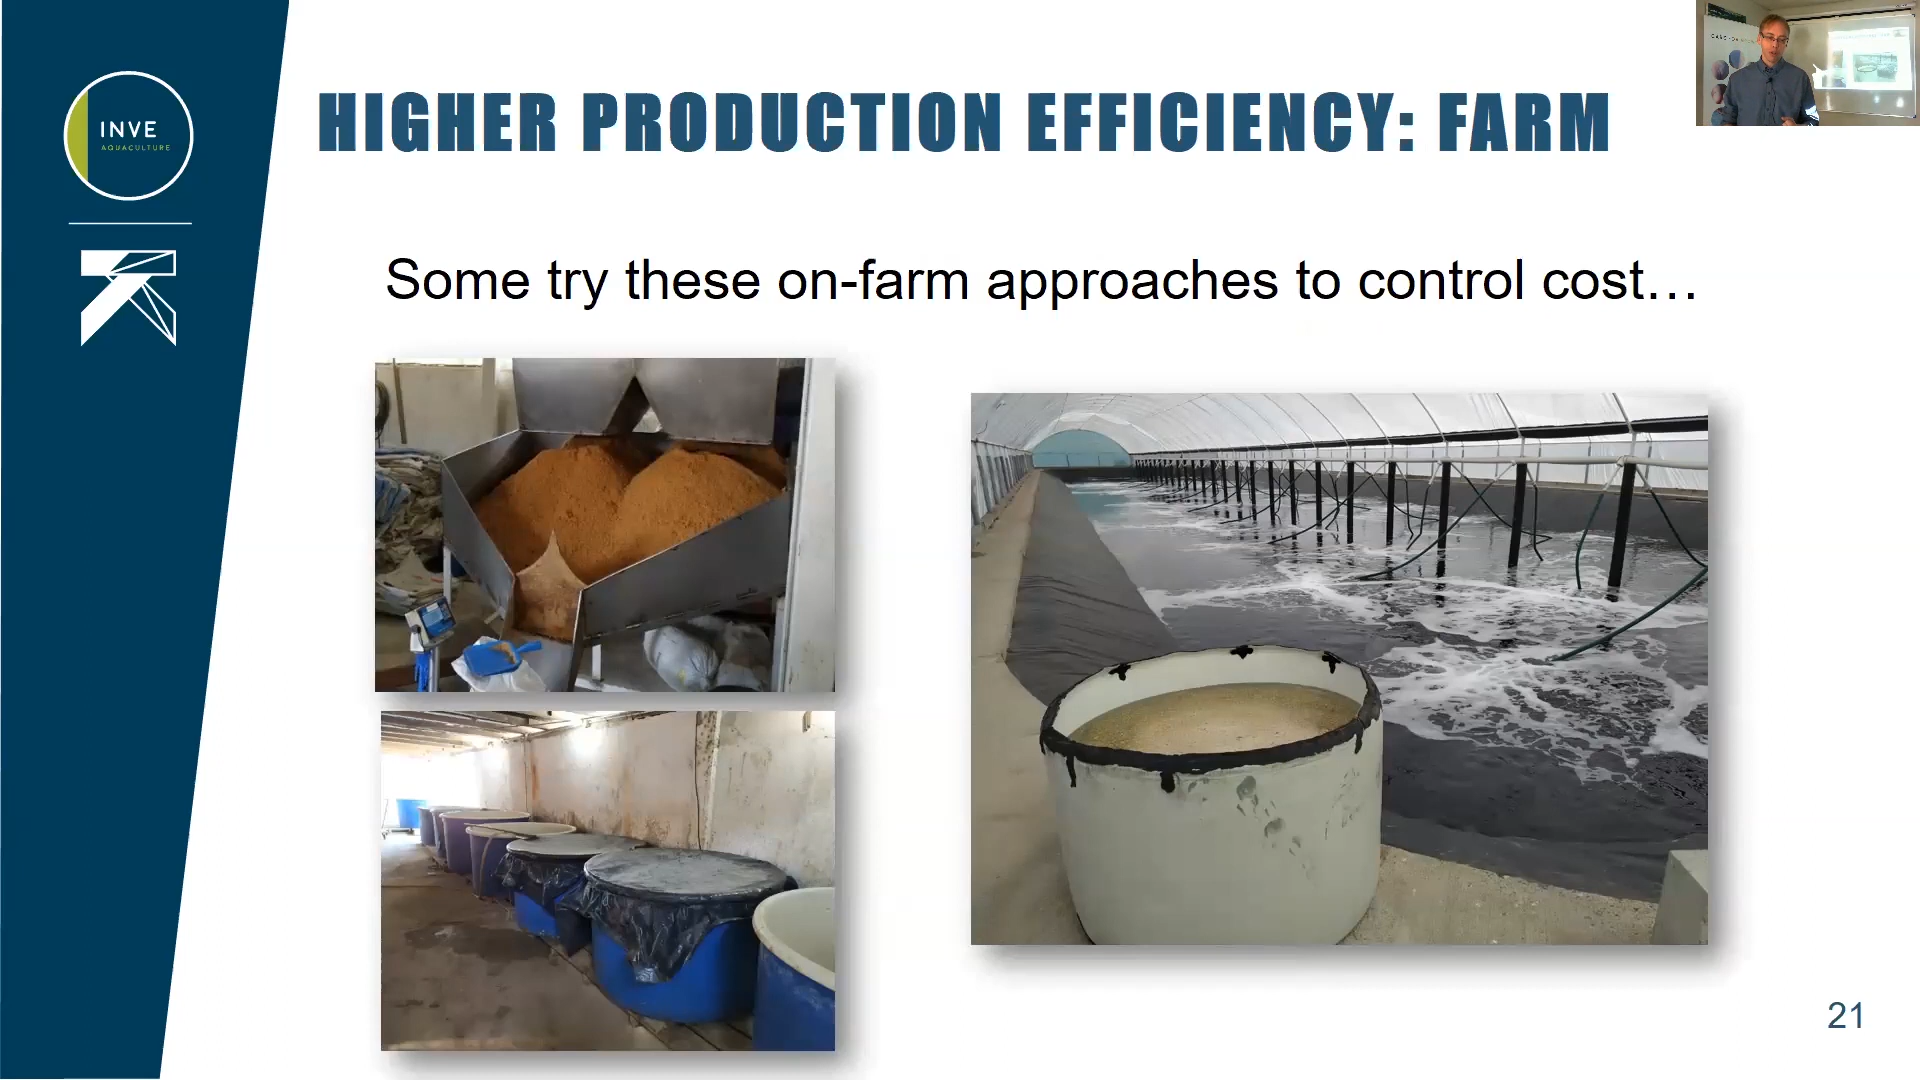 INVE
AQUACULTURE
HIGHER PRODUCTION EFFICIENCY: FARM
Some try these on-farm approaches to control cost…
21